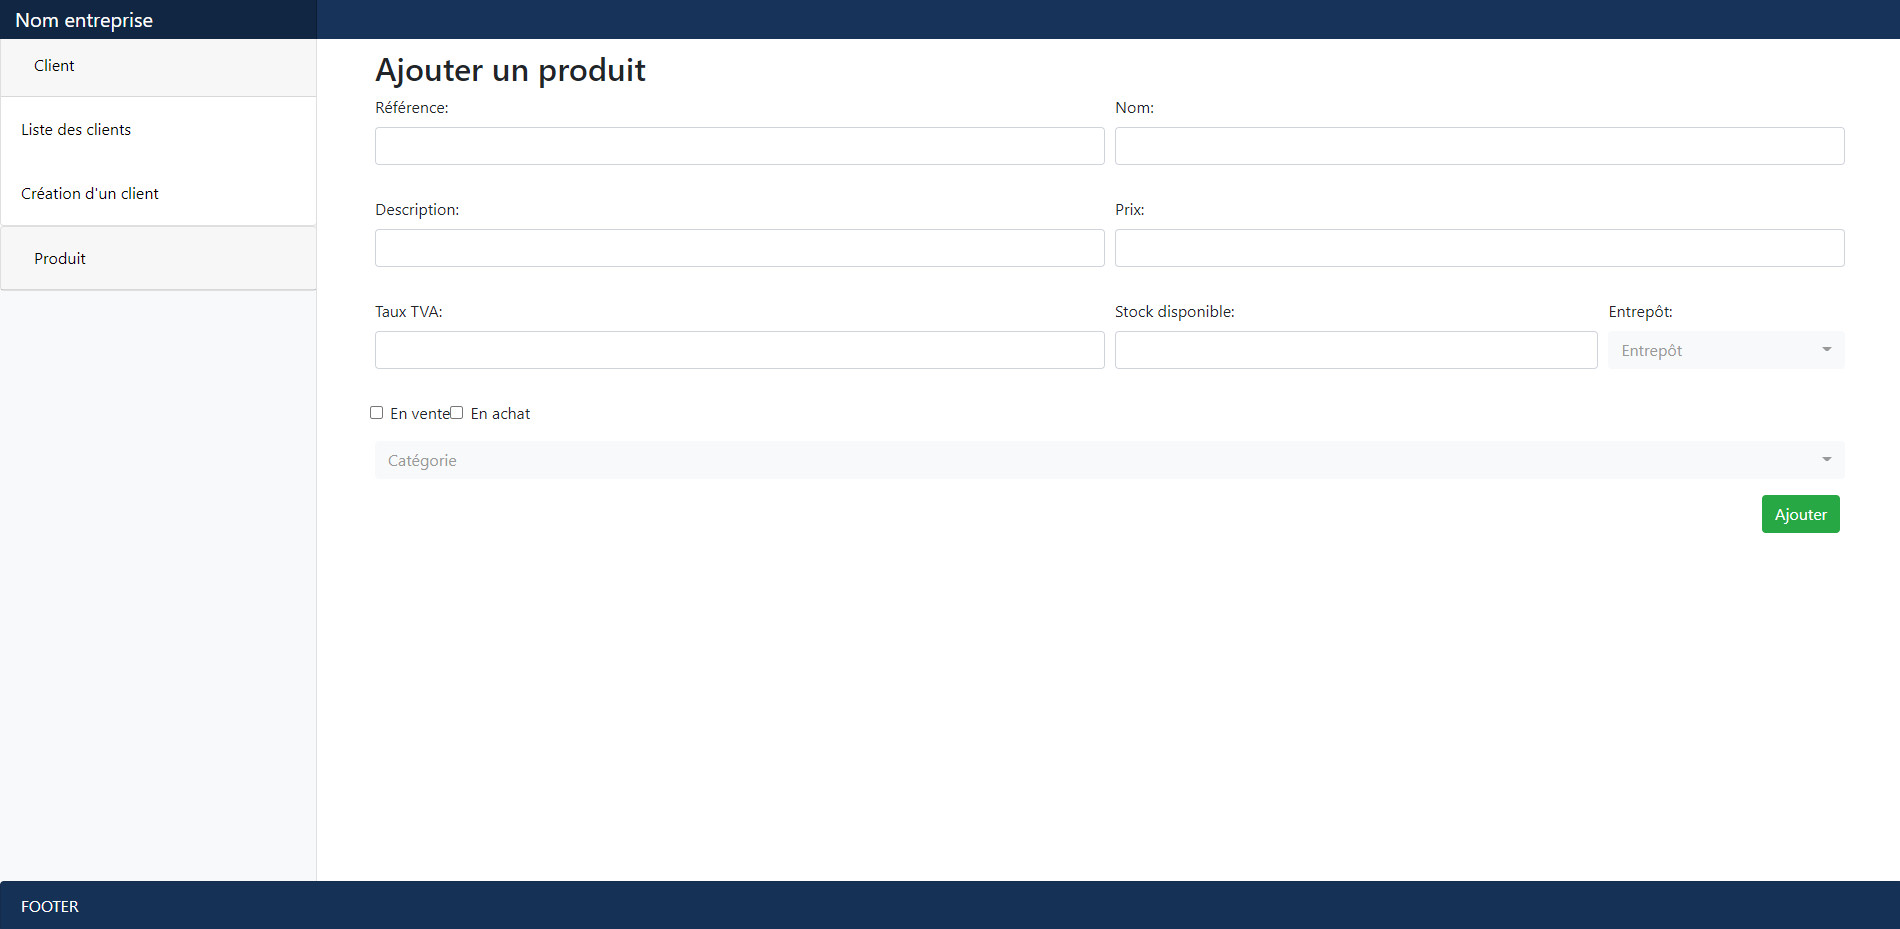 Nom entreprise
Client
Liste des clients
Création d'un client
Produit
Ajouter un produit
Référence:
Nom:
Description:
Prix:
Taux TVA:
Stock disponible:
Entrepôt:
Entrepôt
En vente
En achat
Catégorie
Ajouter
FOOTER